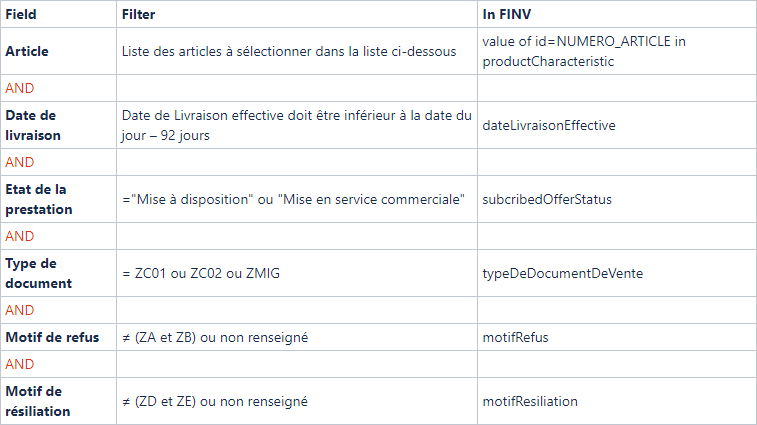 Field Filter In FINV
Article Liste des articles à sélectionner dans la liste ci-dessous value of id=NUMERO_ARTICLE in
productCharacteristic
AND
Date de
livraison
Date de Livraison effective doit être inférieur à la date du
jour – 92 jours
dateLivraisonEffective
AND
Etat de la
prestation
="Mise à disposition" ou "Mise en service commerciale" subcribedOfferStatus
AND
Type de
document
= ZC01 ou ZC02 ou ZMIG typeDeDocumentDeVente
AND
Motif de refus ≠ (ZA et ZB) ou non renseigné motifRefus
AND
Motif de
résiliation
≠ (ZD et ZE) ou non renseigné motifResiliation